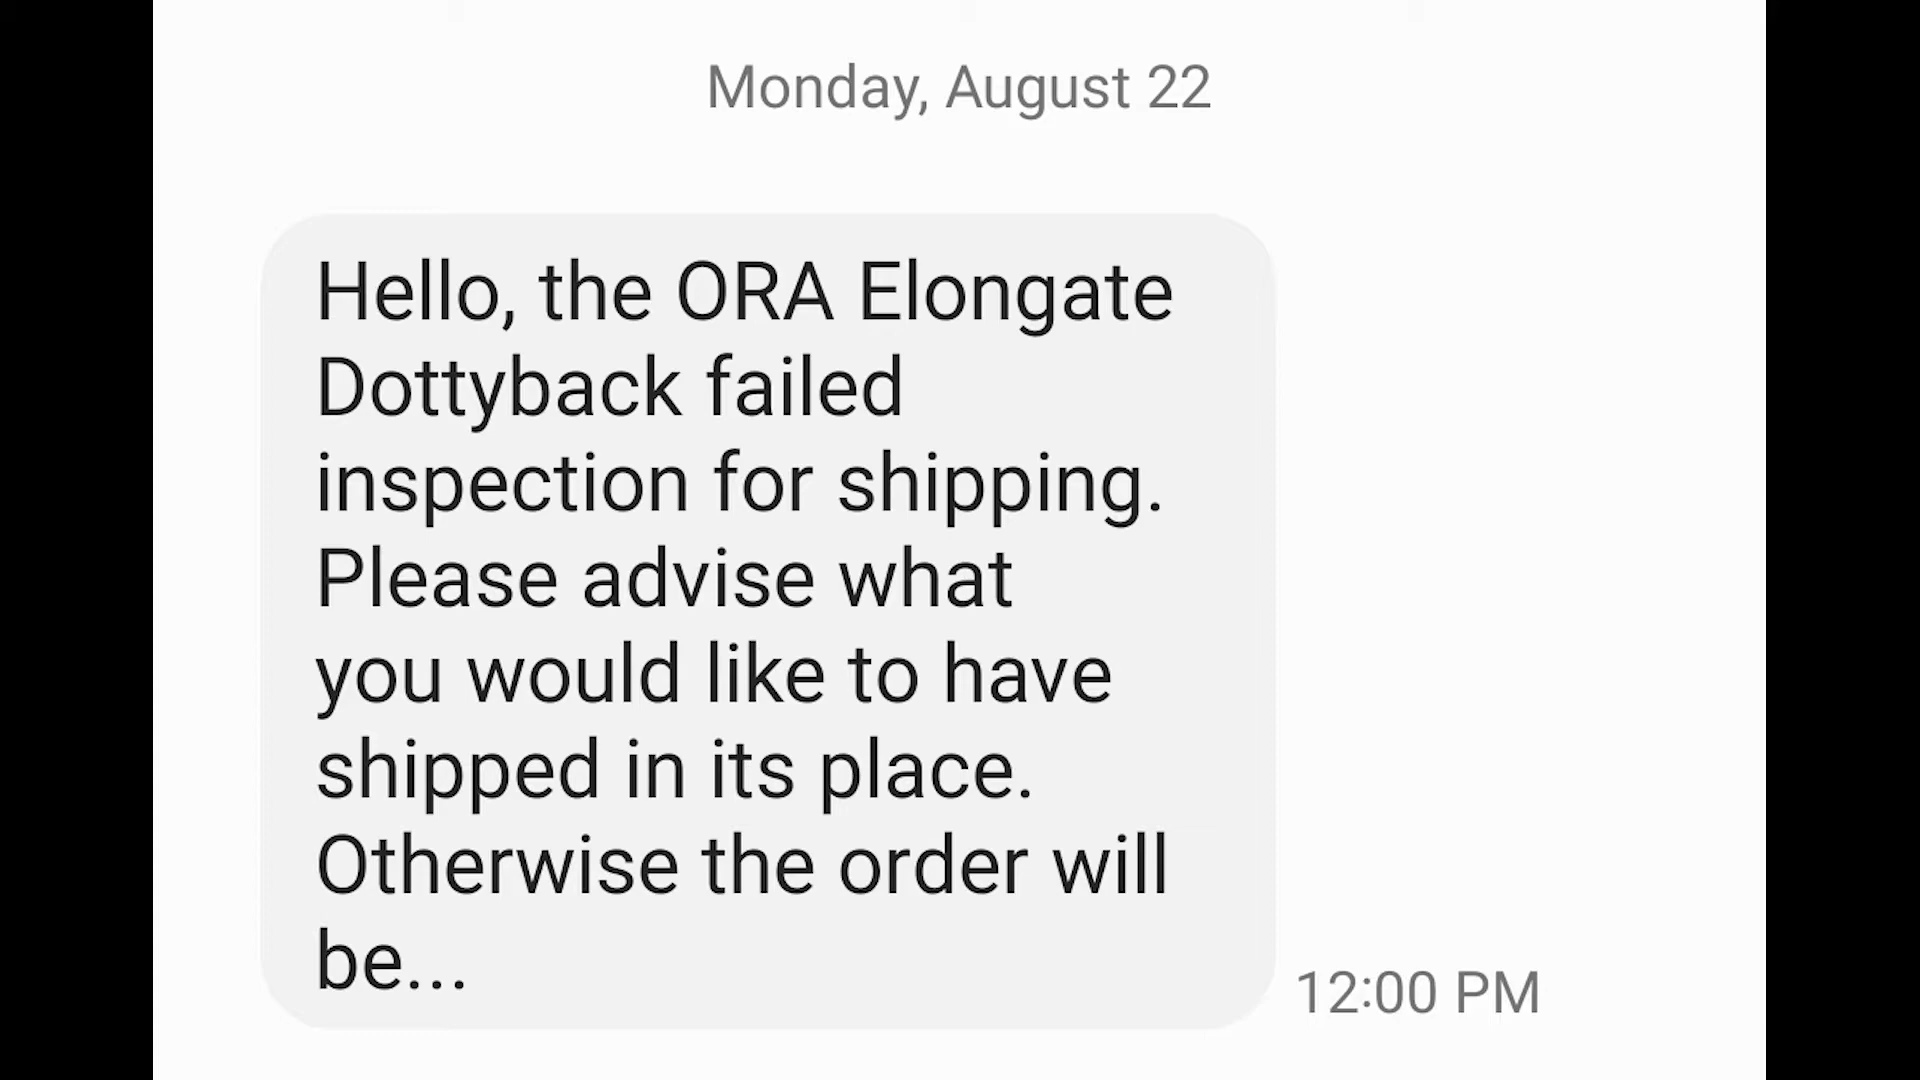 Monday, August 22
Hello, the ORA Elongate
Dottyback failed
inspection for shipping.
Please advise what
you would like to have
shipped in its place.
Otherwise the order will
be...
12:00 PM